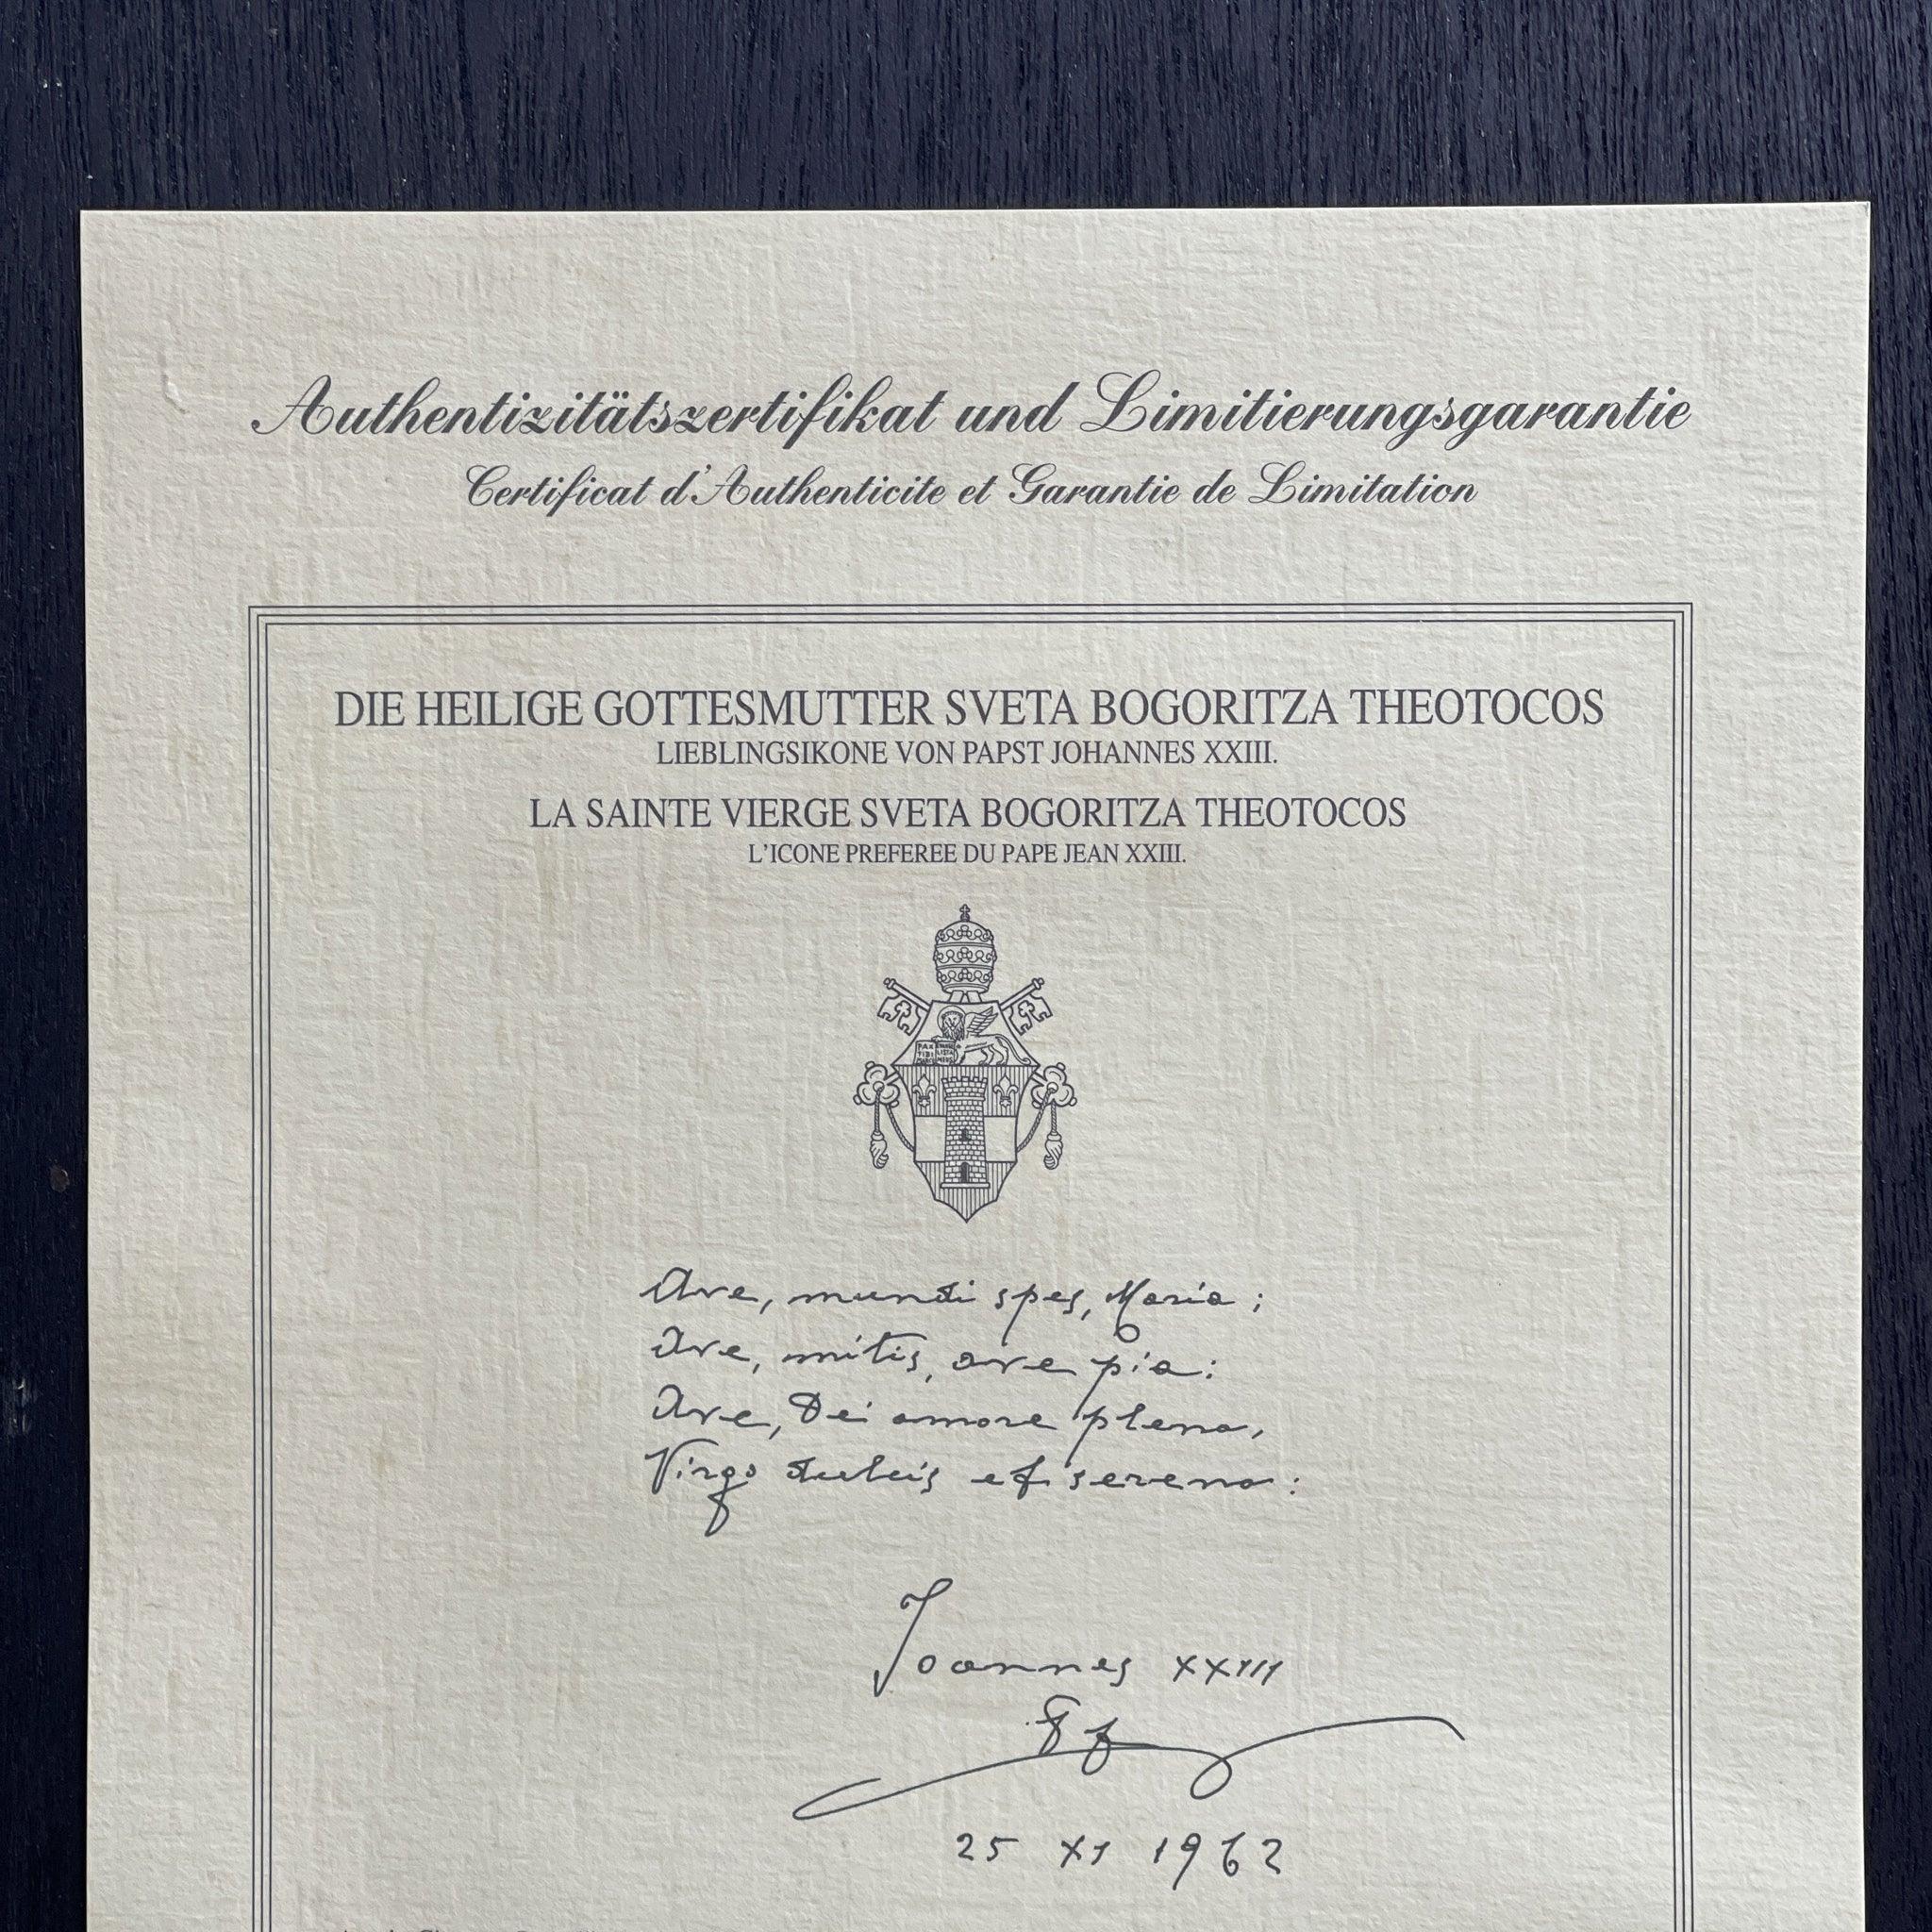 Authentizitätszertifikat und Limitierungsgarantie
Certificat d'Authenticite et Garantie de Limitation
DIE HEILIGE GOTTESMUTTER SVETA BOGORITZA THEOTOCOS
LIEBLINGSIKONE VON PAPST JOHANNES XXIII.
LA SAINTE VIERGE SVETA BOGORITZA THEOTOCOS
L'ICONE PREFEREE DU PAPE JEAN XXIII.
PAX
TIBI
Ave, mundi spes, Maria;
Ave, mitis, ave pia:
Ave, Dei amore plena,
Virgo dulcis et serena:
Joannes XXIII
25 XI 1962